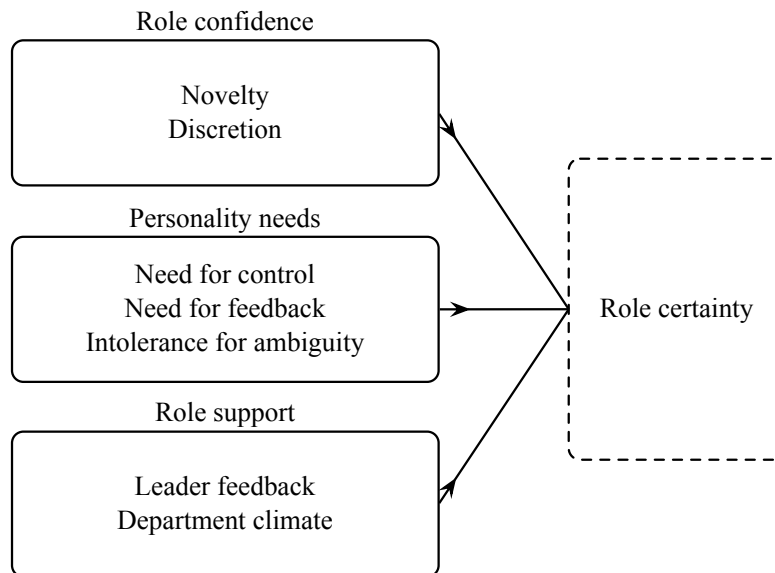 Role confidence
Novelty
Discretion
Personality needs
Need for control
Need for feedback
Intolerance for ambiguity
Role certainty
Role support
Leader feedback
Department climate